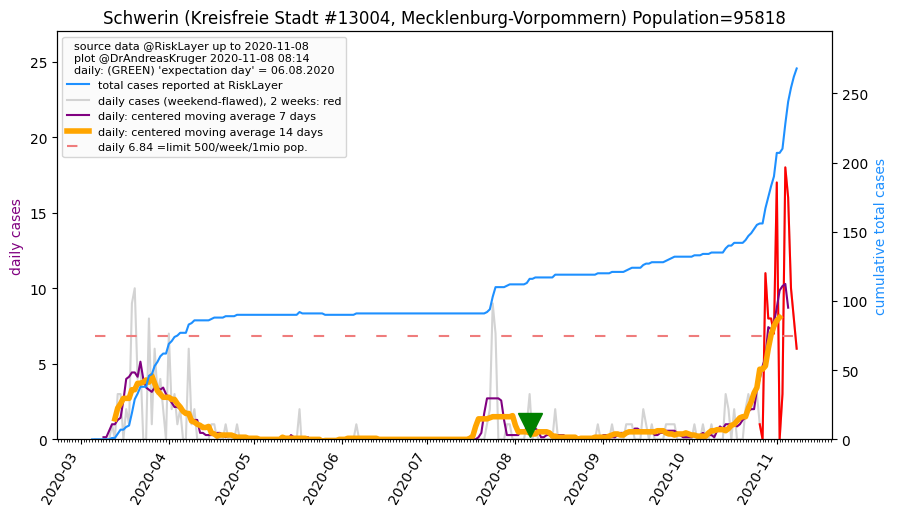 Schwerin (Kreisfreie Stadt #13004, Mecklenburg-Vorpommern) Population=95818
source data @RiskLayer up to 2020-11-08
plot @DrAndreasKruger 2020-11-08 08:14
daily: (GREEN) 'expectation day' = 06.08.2020
total cases reported at RiskLayer
daily cases (weekend-flawed), 2 weeks: red
daily: centered moving average 7 days
daily: centered moving average 14 days
daily 6.84 =limit 500/week/1mio pop.
daily cases
25
20
15
10
5
0
cumulative total cases
250
200
150
100
50
0
2020-03
2020-04
2020-05
2020-06
2020-07
2020-08
2020-09
2020-10
2020-11